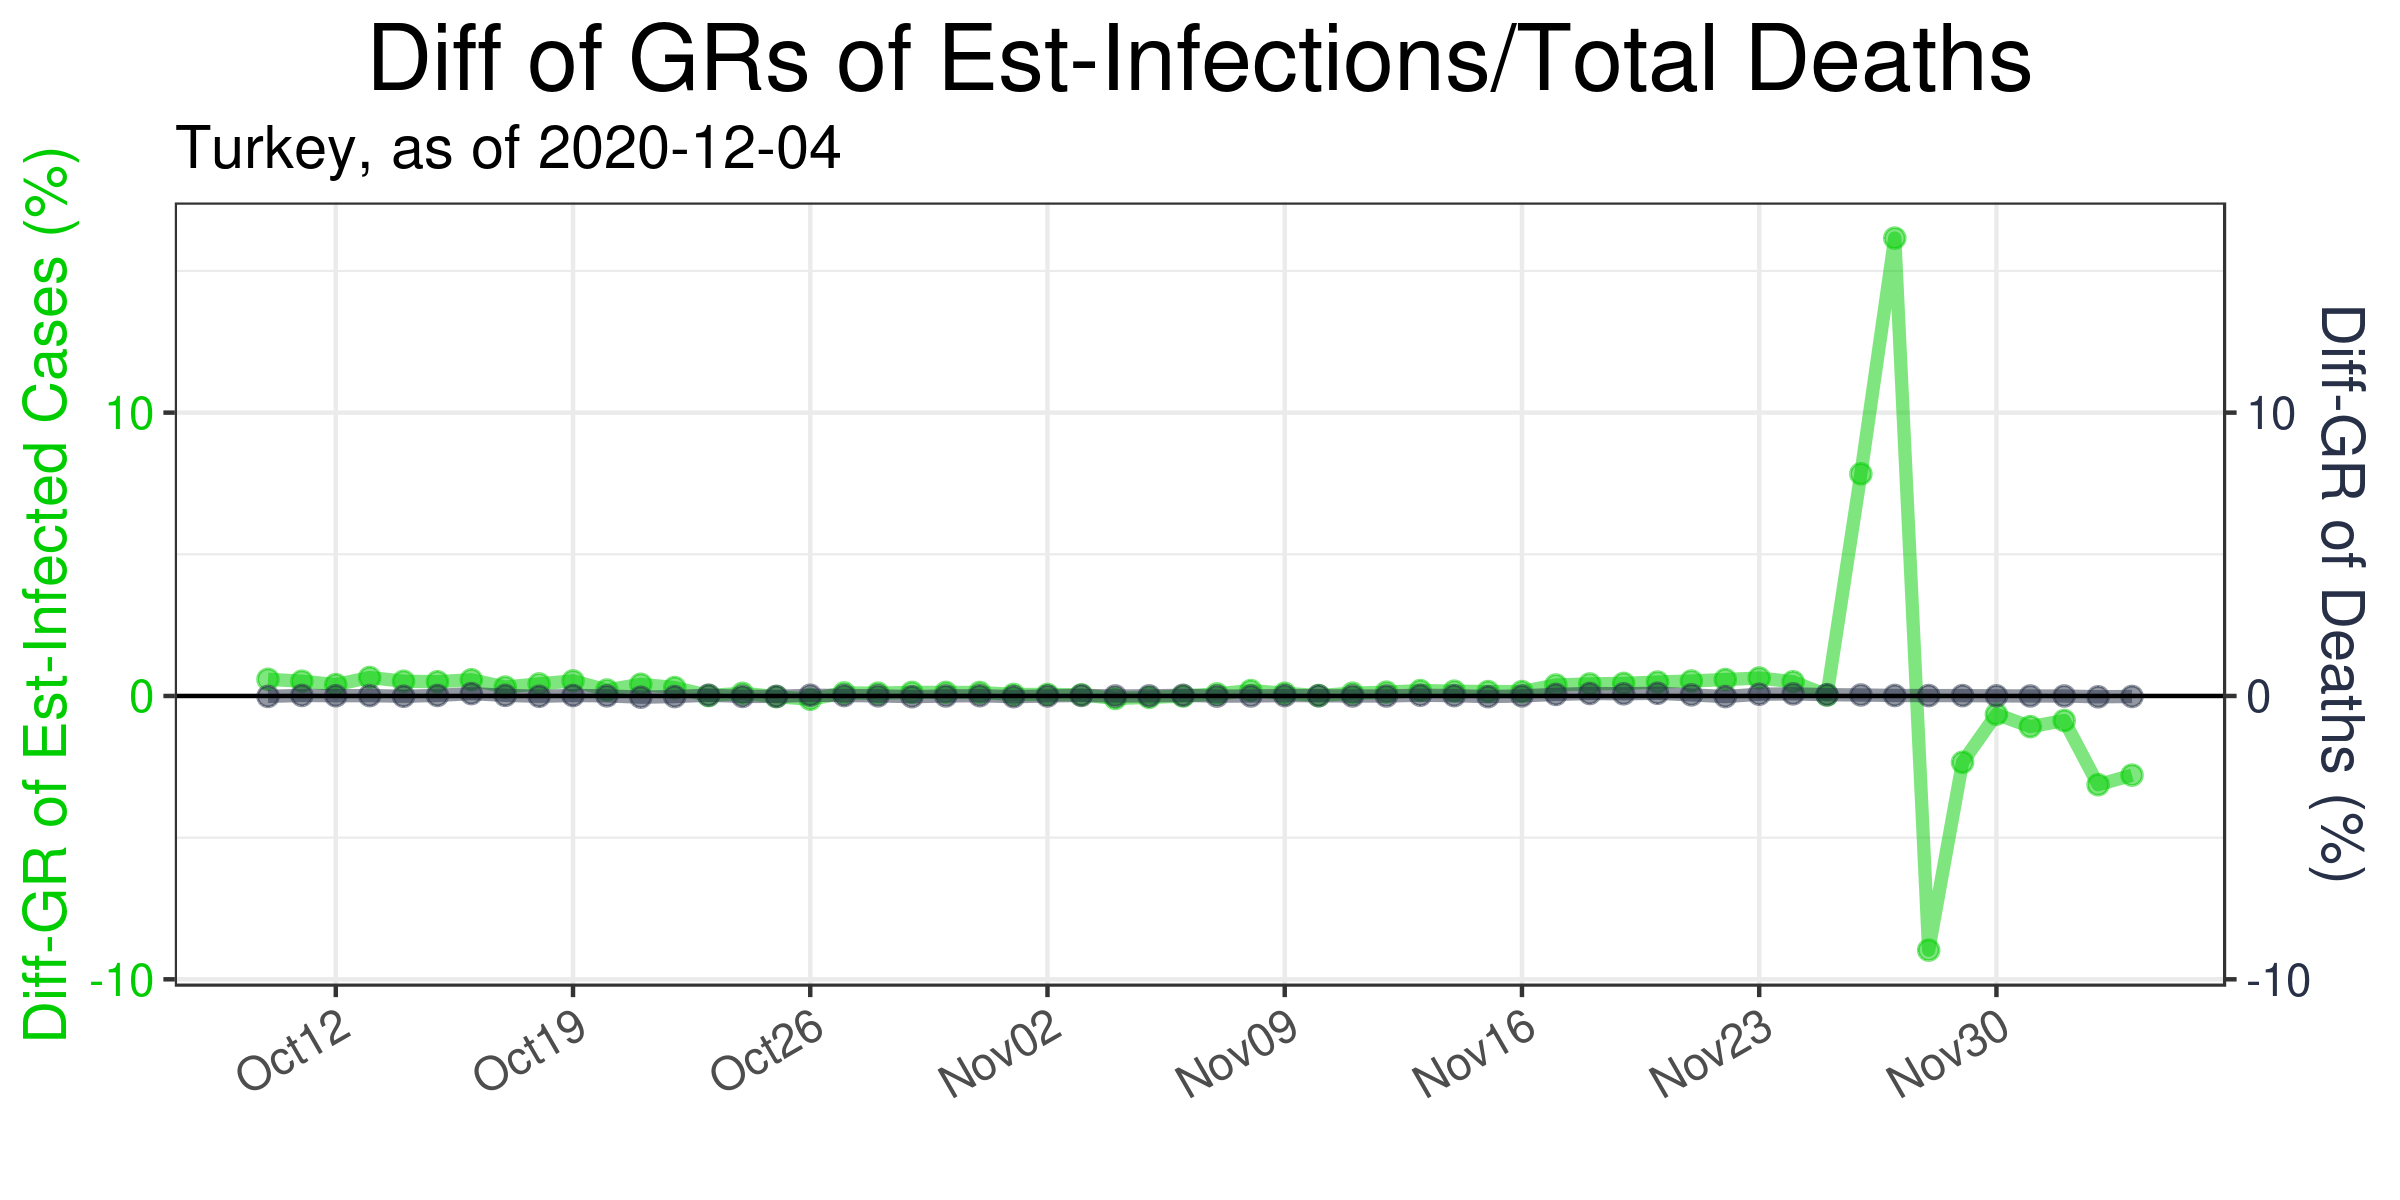 Diff of GRs of Est-Infections/Total Deaths
Turkey, as of 2020-12-04
Diff-GR of Est-Infected Cases (%)
10
0
-10
10
0
-10
Diff-GR of Deaths (%)
Oct12
Oct19
Oct26
Nov02
Nov09
Nov16
Nov23
Nov30